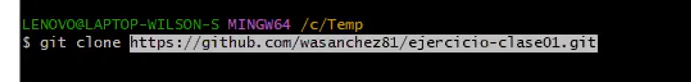 LENOVO@LAPTOP-WILSON-S MINGW64 /c/Temp
$ git clone https://github.com/wasanchez81/ejercicio-clase01.git